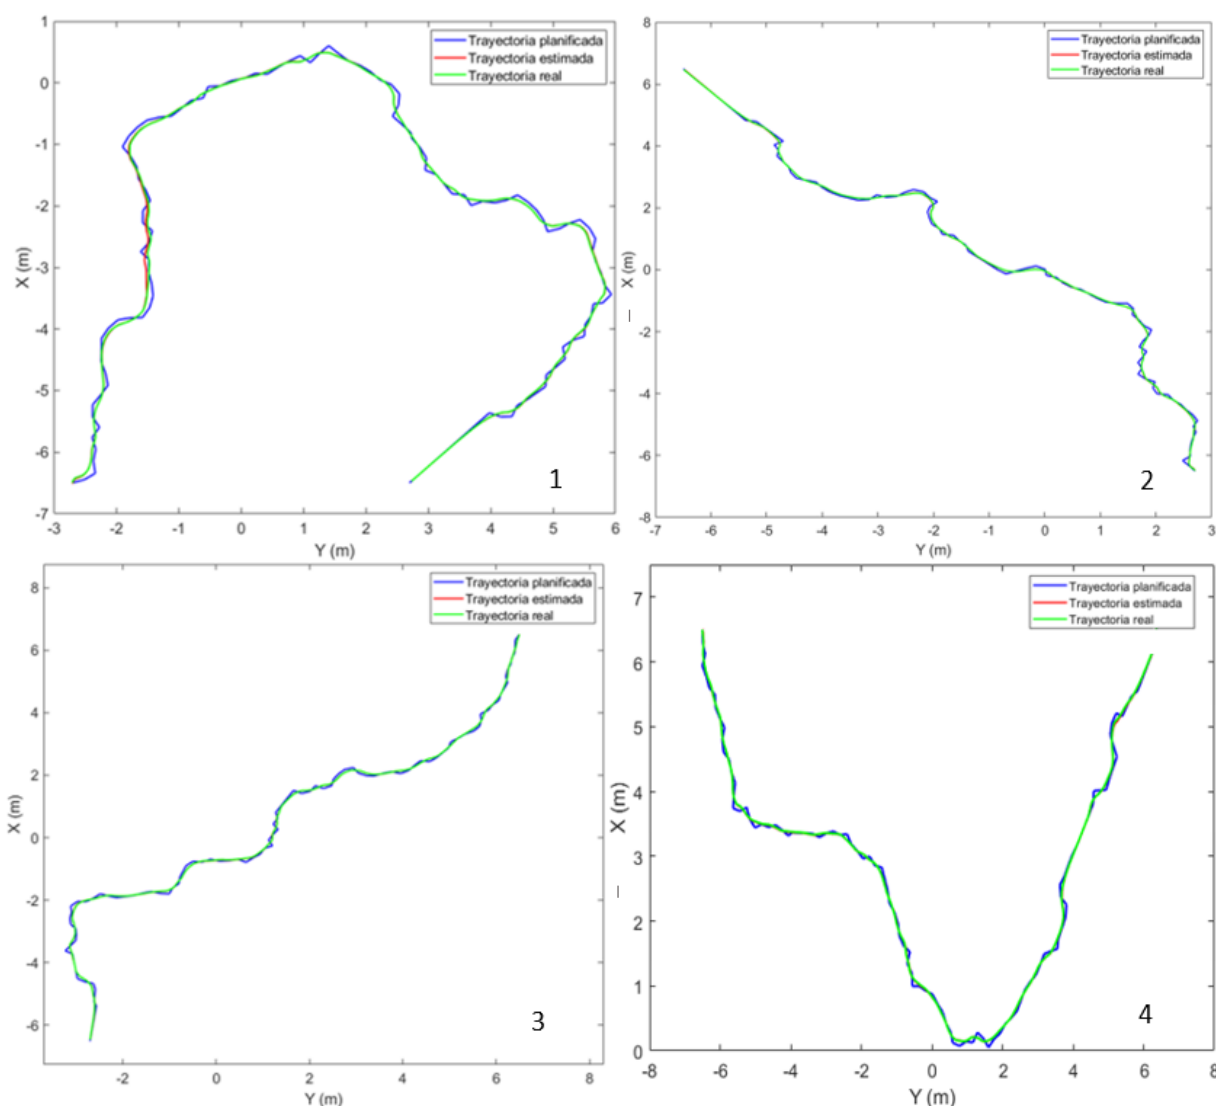 Trayectoria planificada
Trayectoria estimada
Trayectoria real
1
0
-1
-2
-3
-4
-5
-6
-7
X (m)
-3 -2 -1 0 1 2 3 4 5 6
Y (m)
1
Trayectoria planificada
Trayectoria estimada
Trayectoria real
8
6
4
2
0
-2
-4
-6
-8
X (m)
-7 -6 -5 -4 -3 -2 -1 0 1 2 3
Y (m)
2
Trayectoria planificada
Trayectoria estimada
Trayectoria real
8
6
4
2
0
-2
-4
-6
X (m)
-2 0 2 4 6 8
Y (m)
3
Trayectoria planificada
Trayectoria estimada
Trayectoria real
7
6
5
4
3
2
1
0
X (m)
-8 -6 -4 -2 0 2 4 6 8
Y (m)
4